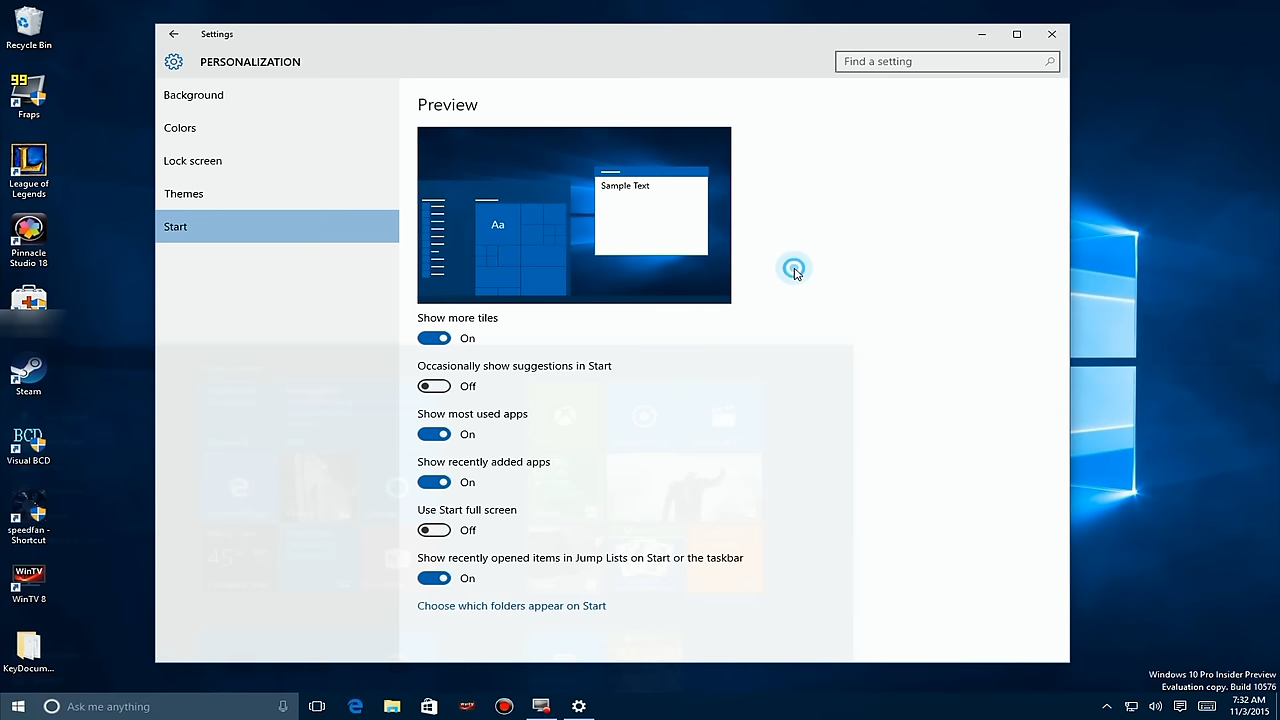 Recycle Bin
99
Fraps
League of
Legends
Pinnacle
Studio 18
Steam
BCD
Visual BCD
speedfan -
Shortcut
WinTV
WinTV 8
KeyDocum...
Settings
PERSONALIZATION
Find a setting
Background
Colors
Lock screen
Themes
Start
Preview
Sample Text
Aa
Show more tiles
On
Occasionally show suggestions in Start
Off
Show most used apps
On
Show recently added apps
On
Use Start full screen
Off
Show recently opened items in Jump Lists on Start or the taskbar
On
Choose which folders appear on Start
45°
Windows 10 Pro Insider Preview
Evaluation copy. Build 10576
Ask me anything
7:32 AM
11/3/2015